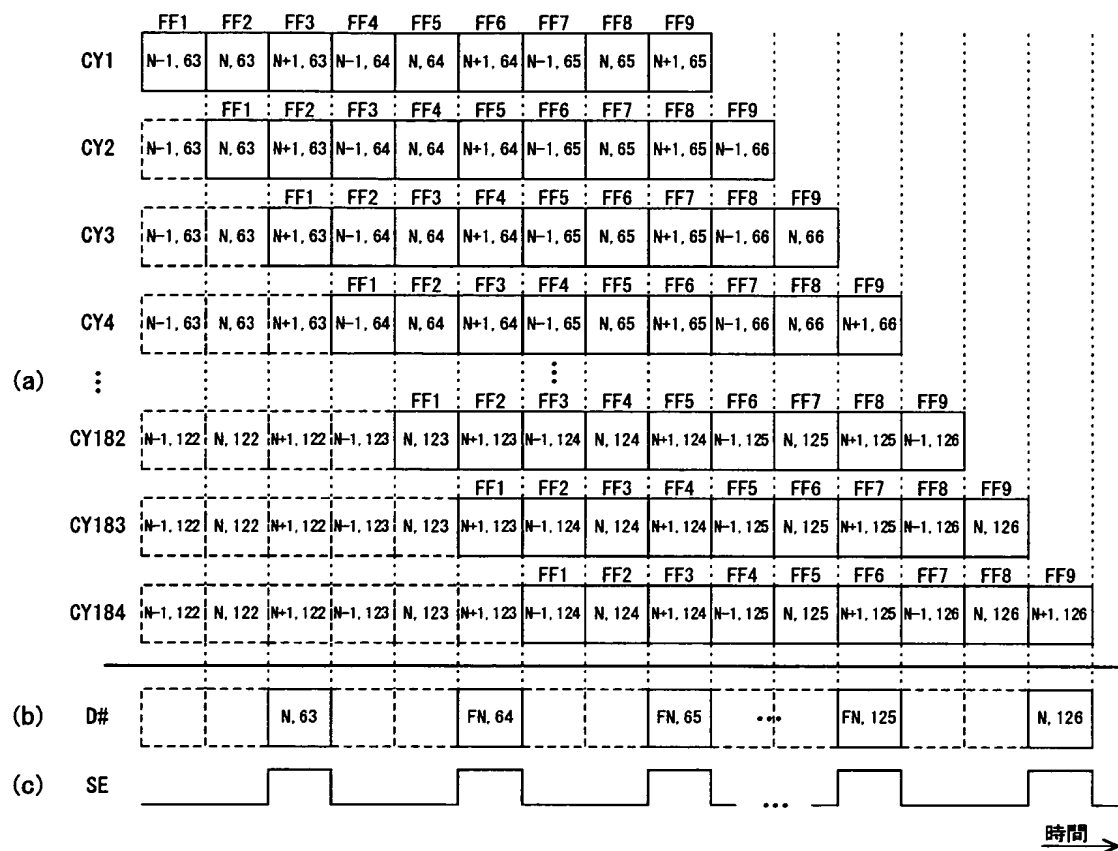 FF1 FF2 FF3 FF4 FF5 FF6 FF7 FF8 FF9
CY1 N-1, 63 N, 63 N+1, 63 N-1, 64 N, 64 N+1, 64 N-1, 65 N, 65 N+1, 65
FF1 FF2 FF3 FF4 FF5 FF6 FF7 FF8 FF9
CY2 N-1, 63 N, 63 N+1, 63 N-1, 64 N, 64 N+1, 64 N-1, 65 N, 65 N+1, 65 N-1, 66
FF1 FF2 FF3 FF4 FF5 FF6 FF7 FF8 FF9
CY3 N-1, 63 N, 63 N+1, 63 N-1, 64 N, 64 N+1, 64 N-1, 65 N, 65 N+1, 65 N-1, 66 N, 66
FF1 FF2 FF3 FF4 FF5 FF6 FF7 FF8 FF9
CY4 N-1, 63 N, 63 N+1, 63 N-1, 64 N, 64 N+1, 64 N-1, 65 N, 65 N+1, 65 N-1, 66 N, 66 N+1, 66
(a) ⋮ ⋮
FF1 FF2 FF3 FF4 FF5 FF6 FF7 FF8 FF9
CY182 N-1, 122 N, 122 N+1, 122 N-1, 123 N, 123 N+1, 123 N-1, 124 N, 124 N+1, 124 N-1, 125 N, 125 N+1, 125 N-1, 126
FF1 FF2 FF3 FF4 FF5 FF6 FF7 FF8 FF9
CY183 N-1, 122 N, 122 N+1, 122 N-1, 123 N, 123 N+1, 123 N-1, 124 N, 124 N+1, 124 N-1, 125 N, 125 N+1, 125 N-1, 126 N, 126
FF1 FF2 FF3 FF4 FF5 FF6 FF7 FF8 FF9
CY184 N-1, 122 N, 122 N+1, 122 N-1, 123 N, 123 N+1, 123 N-1, 124 N, 124 N+1, 124 N-1, 125 N, 125 N+1, 125 N-1, 126 N, 126 N+1, 126
(b) D# N, 63 FN, 64 FN, 65 ... FN, 125 N, 126
(c) SE ...
時間